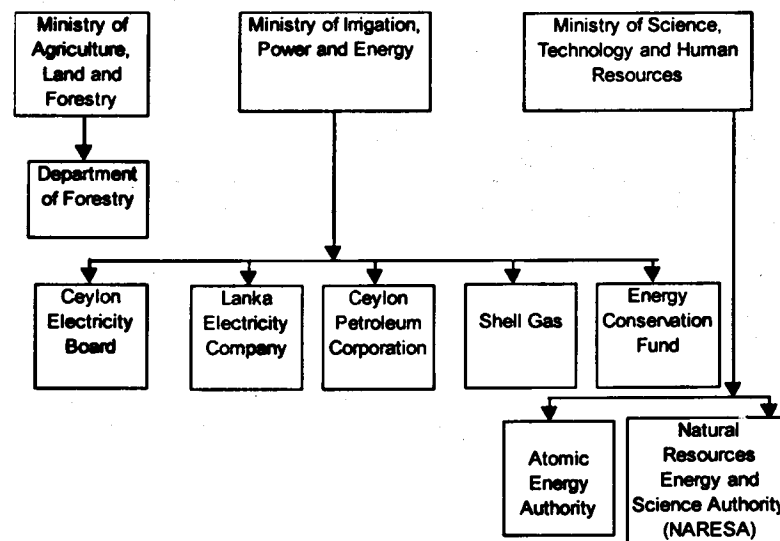 Ministry of
Agriculture,
Land and
Forestry
Ministry of Irrigation,
Power and Energy
Ministry of Science,
Technology and Human
Resources
Department
of Forestry
Ceylon
Electricity
Board
Lanka
Electricity
Company
Ceylon
Petroleum
Corporation
Shell Gas
Energy
Conservation
Fund
Atomic
Energy
Authority
Natural
Resources
Energy and
Science Authority
(NARESA)